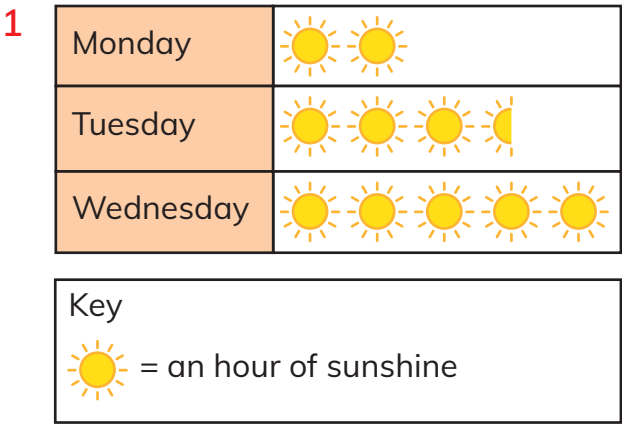 1
Monday
Tuesday
Wednesday
Key
= an hour of sunshine